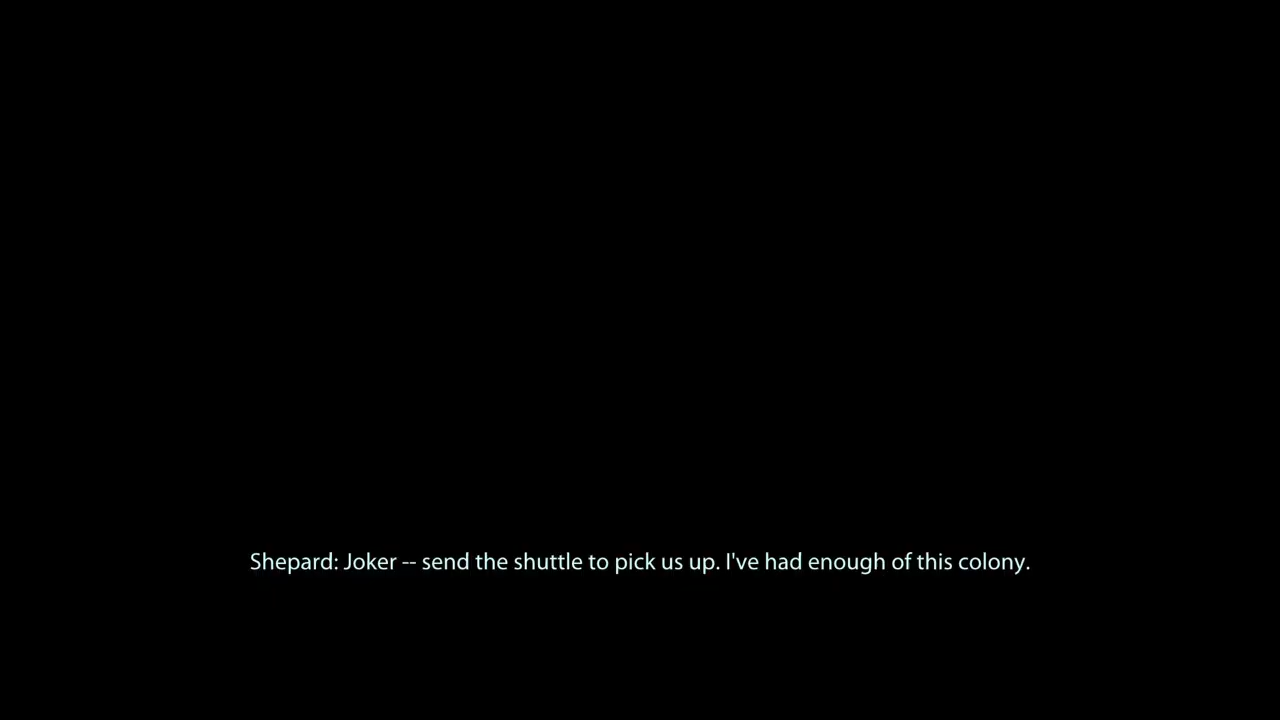 Shepard: Joker -- send the shuttle to pick us up. I've had enough of this colony.